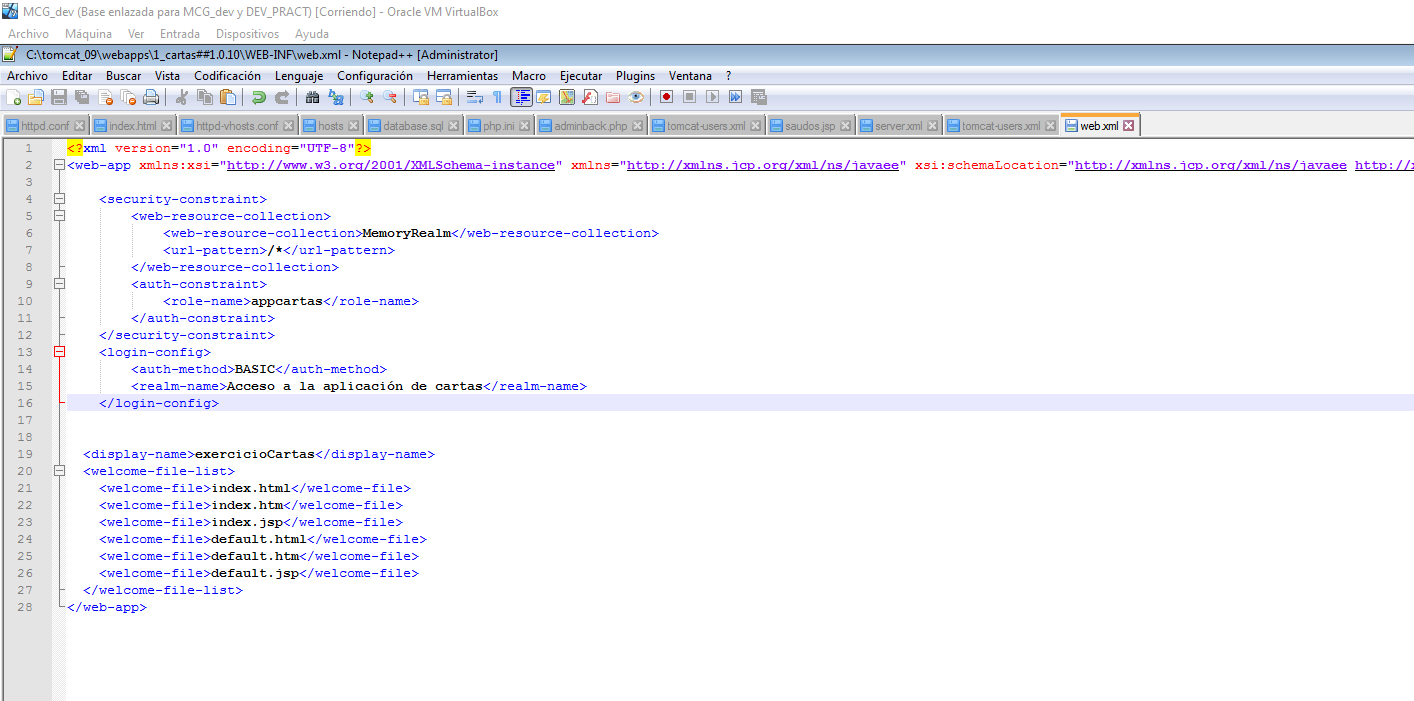 MCG_dev (Base enlazada para MCG_dev y DEV_PRACT) [Corriendo] - Oracle VM VirtualBox
Archivo Máquina Ver Entrada Dispositivos Ayuda
C:\tomcat_09\webapps\1_cartas##1.0.10\WEB-INF\web.xml - Notepad++ [Administrator]
Archivo Editar Buscar Vista Codificación Lenguaje Configuración Herramientas Macro Ejecutar Plugins Ventana ?
httpd.conf index.html httpd-vhosts.conf hosts database.sql php.ini adminback.php tomcat-users.xml saudos.jsp server.xml tomcat-users.xml web.xml
1 <?xml version="1.0" encoding="UTF-8"?>
2 <web-app xmlns:xsi="http://www.w3.org/2001/XMLSchema-instance" xmlns="http://xmlns.jcp.org/xml/ns/javaee" xsi:schemaLocation="http://xmlns.jcp.org/xml/ns/javaee http://
3
4 <security-constraint>
5 <web-resource-collection>
6 <web-resource-collection>MemoryRealm</web-resource-collection>
7 <url-pattern>/*</url-pattern>
8 </web-resource-collection>
9 <auth-constraint>
10 <role-name>appcartas</role-name>
11 </auth-constraint>
12 </security-constraint>
13 <login-config>
14 <auth-method>BASIC</auth-method>
15 <realm-name>Acceso a la aplicación de cartas</realm-name>
16 </login-config>
17
18
19 <display-name>exercicioCartas</display-name>
20 <welcome-file-list>
21 <welcome-file>index.html</welcome-file>
22 <welcome-file>index.htm</welcome-file>
23 <welcome-file>index.jsp</welcome-file>
24 <welcome-file>default.html</welcome-file>
25 <welcome-file>default.htm</welcome-file>
26 <welcome-file>default.jsp</welcome-file>
27 </welcome-file-list>
28 </web-app>